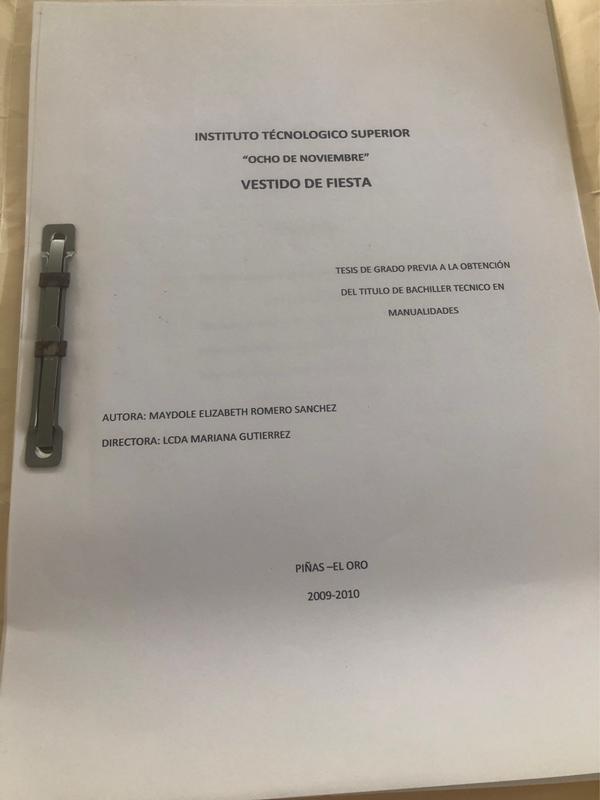 INSTITUTO TÉCNOLOGICO SUPERIOR
“OCHO DE NOVIEMBRE”
VESTIDO DE FIESTA
TESIS DE GRADO PREVIA A LA OBTENCIÓN
DEL TITULO DE BACHILLER TECNICO EN
MANUALIDADES
AUTORA: MAYDOLE ELIZABETH ROMERO SANCHEZ
DIRECTORA: LCDA MARIANA GUTIERREZ
PIÑAS –EL ORO
2009-2010